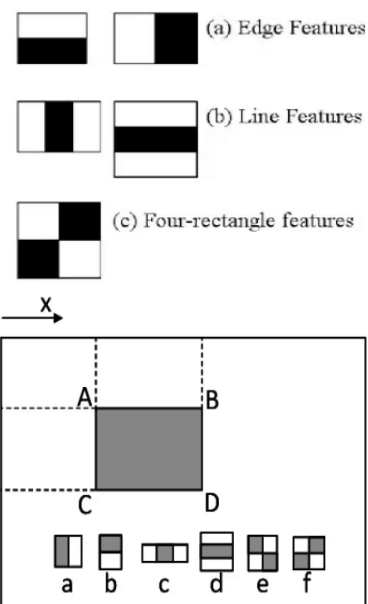 (a) Edge Features
(b) Line Features
(c) Four-rectangle features
X
A B
C D
a b c d e f